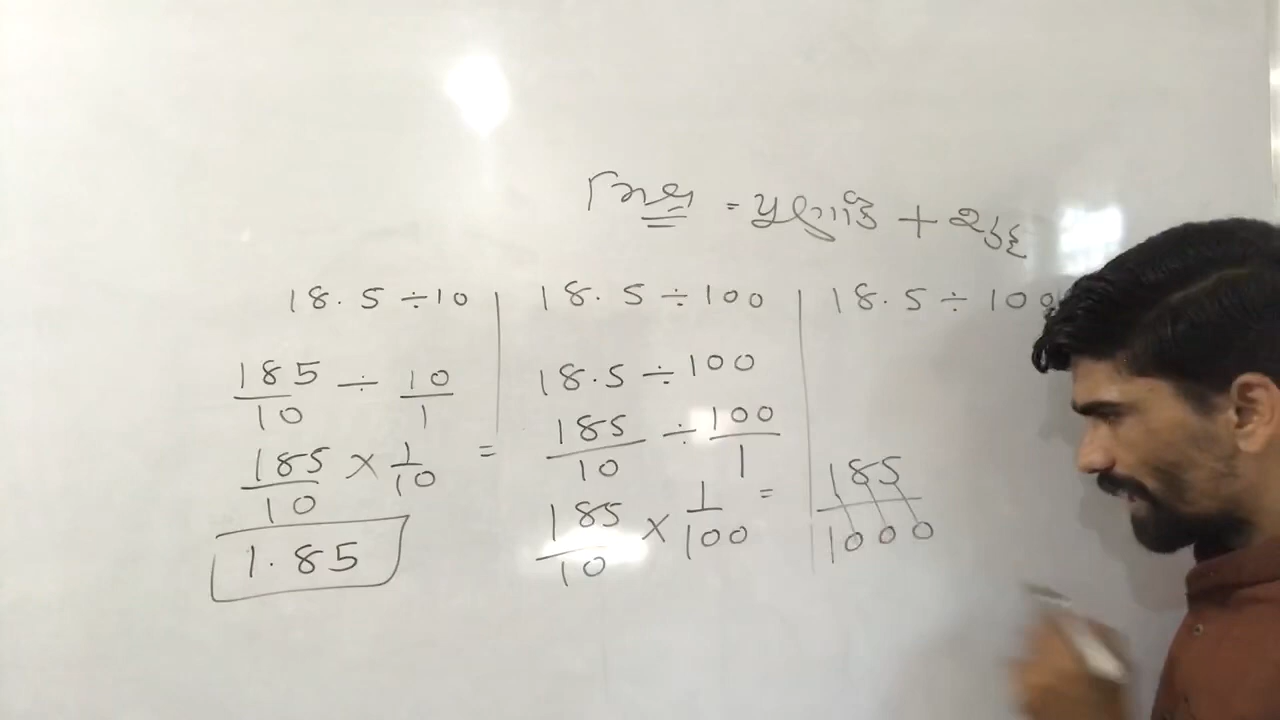 = પુર્ણાંક +
18.5 ÷ 10
185/10 ÷ 10/1
185/10 × 1/10 =
1.85
18.5 ÷ 100
18.5 ÷ 100
185/10 ÷ 100/1
185/10 × 1/100 =
18.5 ÷ 100
185/1000